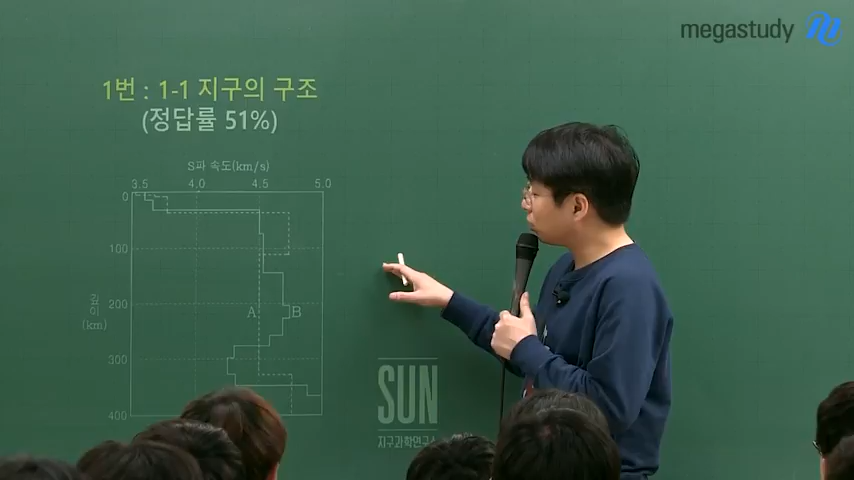 megastudy
1번 : 1-1 지구의 구조
(정답률 51%)
S파 속도(km/s)
3.5 4.0 4.5 5.0
0
100
200
300
400
깊이
(km)
A
B
SUN
지구과학연구소